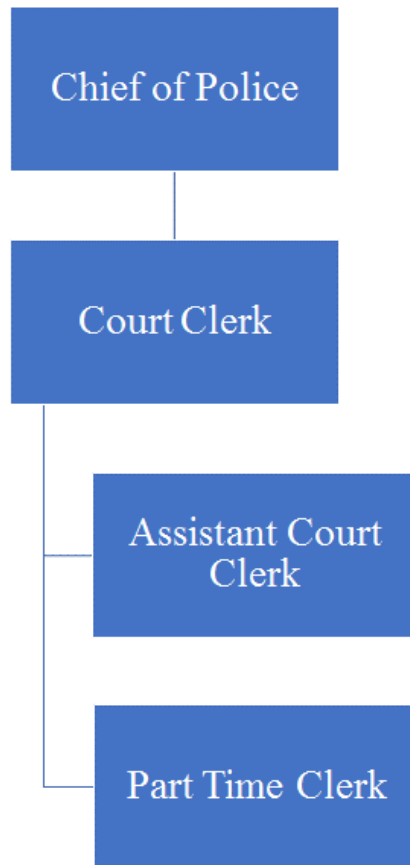 Chief of Police
Court Clerk
Assistant Court
Clerk
Part Time Clerk